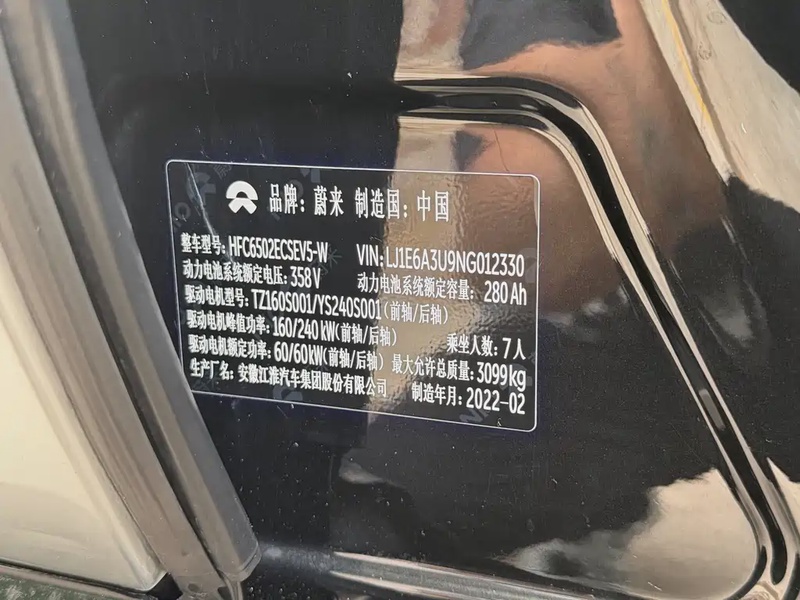 品牌: 蔚来 制造国: 中国
整车型号: HFC6502ECSEV5-W VIN: LJ1E6A3U9NG012330
动力电池系统额定电压: 358V 动力电池系统额定容量: 280Ah
驱动电机型号: TZ160S001/YS240S001(前轴/后轴)
驱动电机峰值功率: 160/240kW(前轴/后轴) 乘坐人数: 7人
驱动电机额定功率: 60/60kW(前轴/后轴) 最大允许总质量: 3099kg
生产厂名: 安徽江淮汽车集团股份有限公司 制造年月: 2022-02